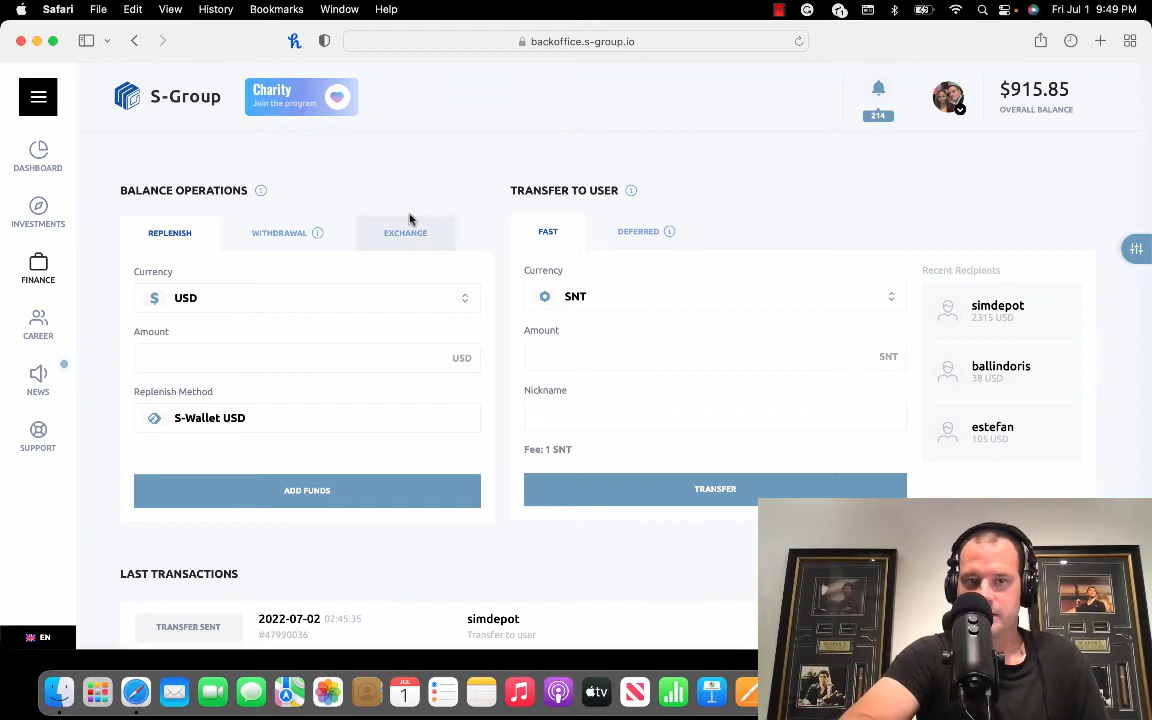 Safari File Edit View History Bookmarks Window Help Fri Jul 1 9:49 PM
backoffice.s-group.io
S-Group
Charity
Join the program
214
$915.85
OVERALL BALANCE
DASHBOARD
INVESTMENTS
FINANCE
CAREER
NEWS
SUPPORT
EN
BALANCE OPERATIONS
REPLENISH WITHDRAWAL EXCHANGE
Currency
$ USD
Amount
USD
Replenish Method
S-Wallet USD
ADD FUNDS
TRANSFER TO USER
FAST DEFERRED
Currency
SNT
Amount
SNT
Nickname
Fee: 1 SNT
TRANSFER
Recent Recipients
simdepot
2315 USD
ballindoris
38 USD
estefan
105 USD
LAST TRANSACTIONS
TRANSFER SENT
2022-07-02 02:45:35
#47990036
simdepot
Transfer to user
JUL
1
tv